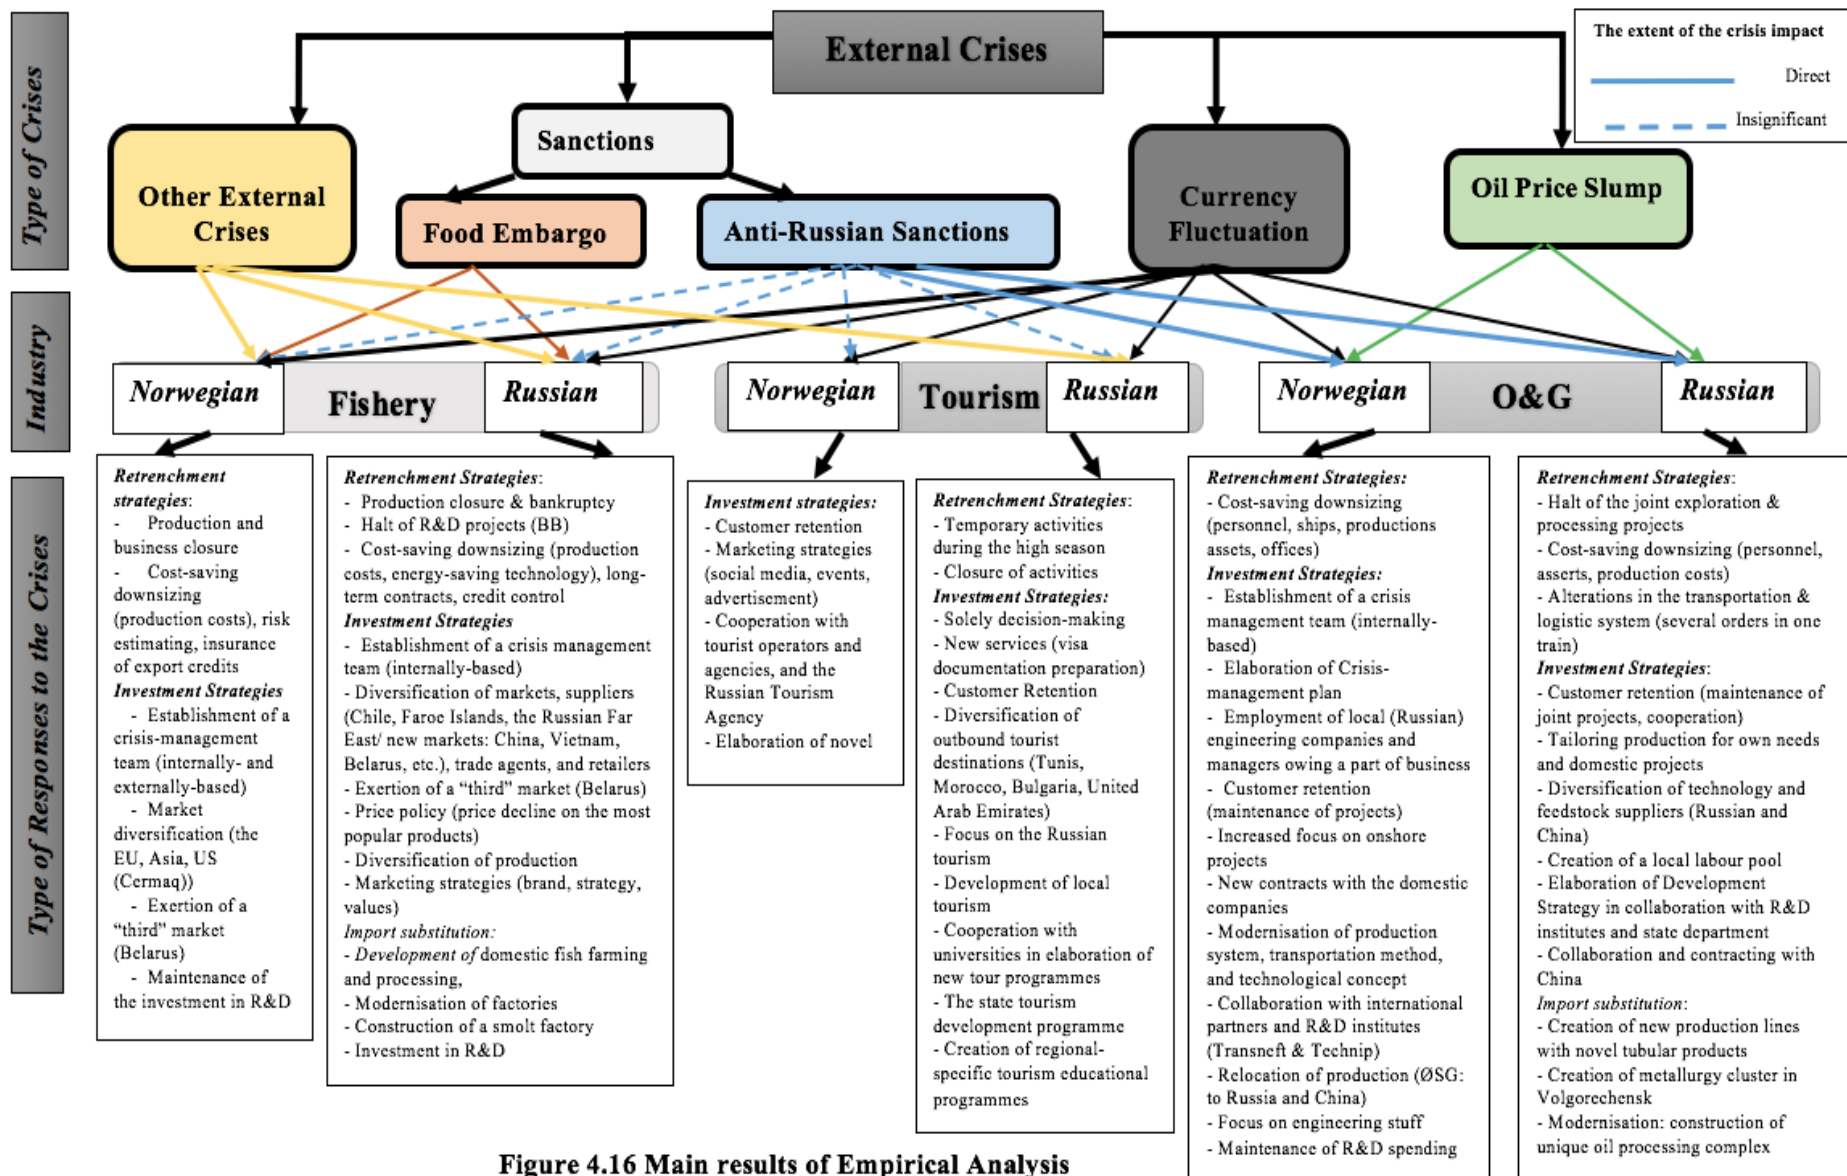 External Crises
The extent of the crisis impact
Direct
Insignificant
Type of Crises
Sanctions
Other External
Crises
Food Embargo
Anti-Russian Sanctions
Currency
Fluctuation
Oil Price Slump
Industry
Norwegian
Fishery
Russian
Norwegian
Tourism
Russian
Norwegian
O&G
Russian
Type of Responses to the Crises
Retrenchment
strategies:
- Production and
business closure
- Cost-saving
downsizing
(production costs), risk
estimating, insurance
of export credits
Investment Strategies
- Establishment of a
crisis-management
team (internally- and
externally-based)
- Market
diversification (the
EU, Asia, US
(Cermaq))
- Exertion of a
“third” market
(Belarus)
- Maintenance of
the investment in R&D
Retrenchment Strategies:
- Production closure & bankruptcy
- Halt of R&D projects (BB)
- Cost-saving downsizing (production
costs, energy-saving technology), long-
term contracts, credit control
Investment Strategies
- Establishment of a crisis management
team (internally-based)
- Diversification of markets, suppliers
(Chile, Faroe Islands, the Russian Far
East/ new markets: China, Vietnam,
Belarus, etc.), trade agents, and retailers
- Exertion of a “third” market (Belarus)
- Price policy (price decline on the most
popular products)
- Diversification of production
- Marketing strategies (brand, strategy,
values)
Import substitution:
- Development of domestic fish farming
and processing,
- Modernisation of factories
- Construction of a smolt factory
- Investment in R&D
Investment strategies:
- Customer retention
- Marketing strategies
(social media, events,
advertisement)
- Cooperation with
tourist operators and
agencies, and the
Russian Tourism
Agency
- Elaboration of novel
Retrenchment Strategies:
- Temporary activities
during the high season
- Closure of activities
Investment Strategies:
- Solely decision-making
- New services (visa
documentation preparation)
- Customer Retention
- Diversification of
outbound tourist
destinations (Tunis,
Morocco, Bulgaria, United
Arab Emirates)
- Focus on the Russian
tourism
- Development of local
tourism
- Cooperation with
universities in elaboration of
new tour programmes
- The state tourism
development programme
- Creation of regional-
specific tourism educational
programmes
Retrenchment Strategies:
- Cost-saving downsizing
(personnel, ships, productions
assets, offices)
Investment Strategies:
- Establishment of a crisis
management team (internally-
based)
- Elaboration of Crisis-
management plan
- Employment of local (Russian)
engineering companies and
managers owing a part of business
- Customer retention
(maintenance of projects)
- Increased focus on onshore
projects
- New contracts with the domestic
companies
- Modernisation of production
system, transportation method,
and technological concept
- Collaboration with international
partners and R&D institutes
(Transneft & Technip)
- Relocation of production (ØSG:
to Russia and China)
- Focus on engineering stuff
- Maintenance of R&D spending
Retrenchment Strategies:
- Halt of the joint exploration &
processing projects
- Cost-saving downsizing (personnel,
asserts, production costs)
- Alterations in the transportation &
logistic system (several orders in one
train)
Investment Strategies:
- Customer retention (maintenance of
joint projects, cooperation)
- Tailoring production for own needs
and domestic projects
- Diversification of technology and
feedstock suppliers (Russian and
China)
- Creation of a local labour pool
- Elaboration of Development
Strategy in collaboration with R&D
institutes and state department
- Collaboration and contracting with
China
Import substitution:
- Creation of new production lines
with novel tubular products
- Creation of metallurgy cluster in
Volgorechensk
- Modernisation: construction of
unique oil processing complex
Figure 4.16 Main results of Empirical Analysis